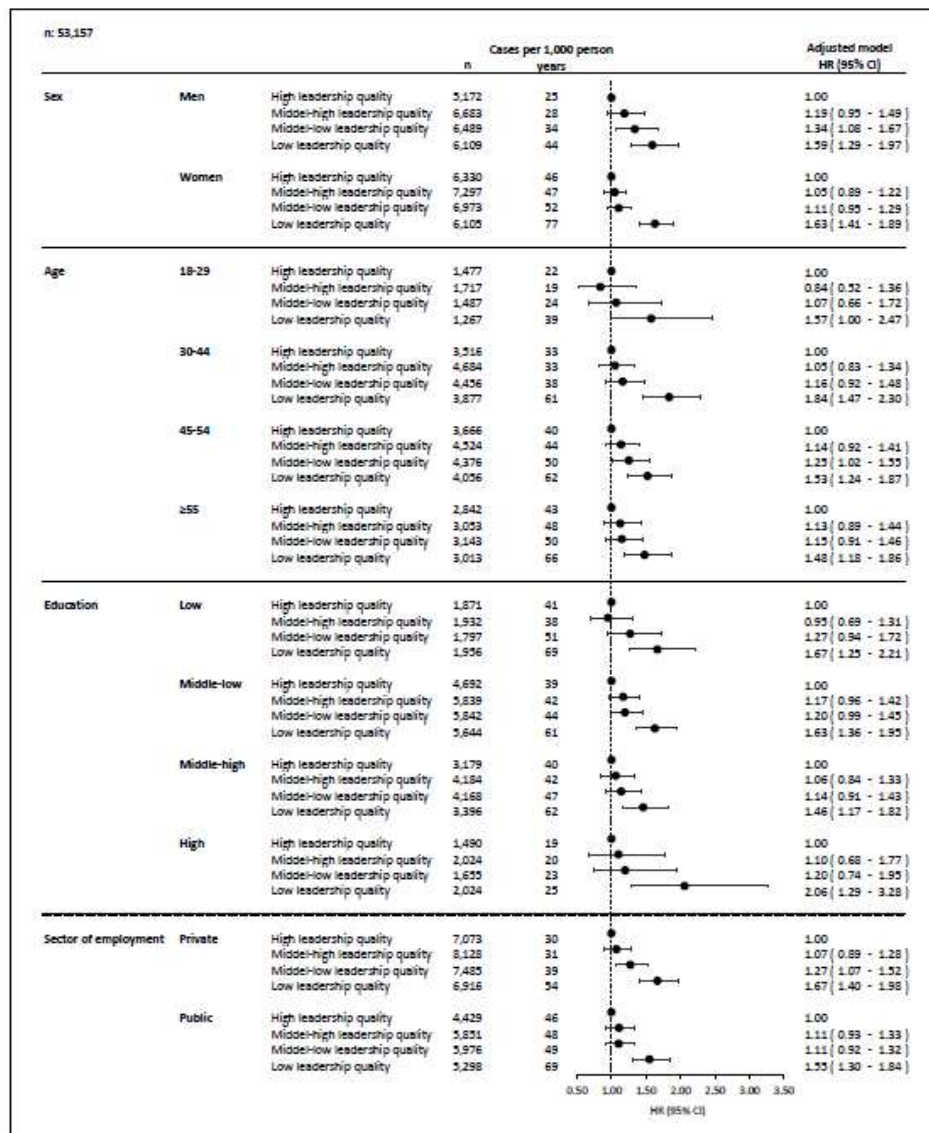 n: 53,157
Cases per 1,000 person Adjusted model
n years HR (95% CI)
Sex Men High leadership quality 5,172 25 1.00
Middel-high leadership quality 6,683 28 1.19 ( 0.95 - 1.49 )
Middel-low leadership quality 6,489 34 1.34 ( 1.08 - 1.67 )
Low leadership quality 6,109 44 1.59 ( 1.29 - 1.97 )
Women High leadership quality 6,330 46 1.00
Middel-high leadership quality 7,297 47 1.05 ( 0.89 - 1.22 )
Middel-low leadership quality 6,973 52 1.11 ( 0.95 - 1.29 )
Low leadership quality 6,105 77 1.63 ( 1.41 - 1.89 )
Age 18-29 High leadership quality 1,477 22 1.00
Middel-high leadership quality 1,717 19 0.84 ( 0.52 - 1.36 )
Middel-low leadership quality 1,487 24 1.07 ( 0.66 - 1.72 )
Low leadership quality 1,267 39 1.57 ( 1.00 - 2.47 )
30-44 High leadership quality 3,516 33 1.00
Middel-high leadership quality 4,684 33 1.05 ( 0.83 - 1.34 )
Middel-low leadership quality 4,456 38 1.16 ( 0.92 - 1.48 )
Low leadership quality 3,877 61 1.84 ( 1.47 - 2.30 )
45-54 High leadership quality 3,666 40 1.00
Middel-high leadership quality 4,524 44 1.14 ( 0.92 - 1.41 )
Middel-low leadership quality 4,376 50 1.25 ( 1.02 - 1.55 )
Low leadership quality 4,056 62 1.53 ( 1.24 - 1.87 )
≥55 High leadership quality 2,842 43 1.00
Middel-high leadership quality 3,053 48 1.13 ( 0.89 - 1.44 )
Middel-low leadership quality 3,143 50 1.15 ( 0.91 - 1.46 )
Low leadership quality 3,013 66 1.48 ( 1.18 - 1.86 )
Education Low High leadership quality 1,871 41 1.00
Middel-high leadership quality 1,932 38 0.95 ( 0.69 - 1.31 )
Middel-low leadership quality 1,797 51 1.27 ( 0.94 - 1.72 )
Low leadership quality 1,956 69 1.67 ( 1.25 - 2.21 )
Middle-low High leadership quality 4,692 39 1.00
Middel-high leadership quality 5,839 42 1.17 ( 0.96 - 1.42 )
Middel-low leadership quality 5,842 44 1.20 ( 0.99 - 1.45 )
Low leadership quality 5,644 61 1.63 ( 1.36 - 1.95 )
Middle-high High leadership quality 3,179 40 1.00
Middel-high leadership quality 4,184 42 1.06 ( 0.84 - 1.33 )
Middel-low leadership quality 4,168 47 1.14 ( 0.91 - 1.43 )
Low leadership quality 3,396 62 1.46 ( 1.17 - 1.82 )
High High leadership quality 1,490 19 1.00
Middel-high leadership quality 2,024 20 1.10 ( 0.68 - 1.77 )
Middel-low leadership quality 1,655 23 1.20 ( 0.74 - 1.95 )
Low leadership quality 2,024 25 2.06 ( 1.29 - 3.28 )
Sector of employment Private High leadership quality 7,073 30 1.00
Middel-high leadership quality 8,128 31 1.07 ( 0.89 - 1.28 )
Middel-low leadership quality 7,485 39 1.27 ( 1.07 - 1.52 )
Low leadership quality 6,916 54 1.67 ( 1.40 - 1.98 )
Public High leadership quality 4,429 46 1.00
Middel-high leadership quality 5,851 48 1.11 ( 0.93 - 1.33 )
Middel-low leadership quality 5,976 49 1.11 ( 0.92 - 1.32 )
Low leadership quality 5,298 69 1.55 ( 1.30 - 1.84 )
0.50 1.00 1.50 2.00 2.50 3.00 3.50
HR (95% CI)